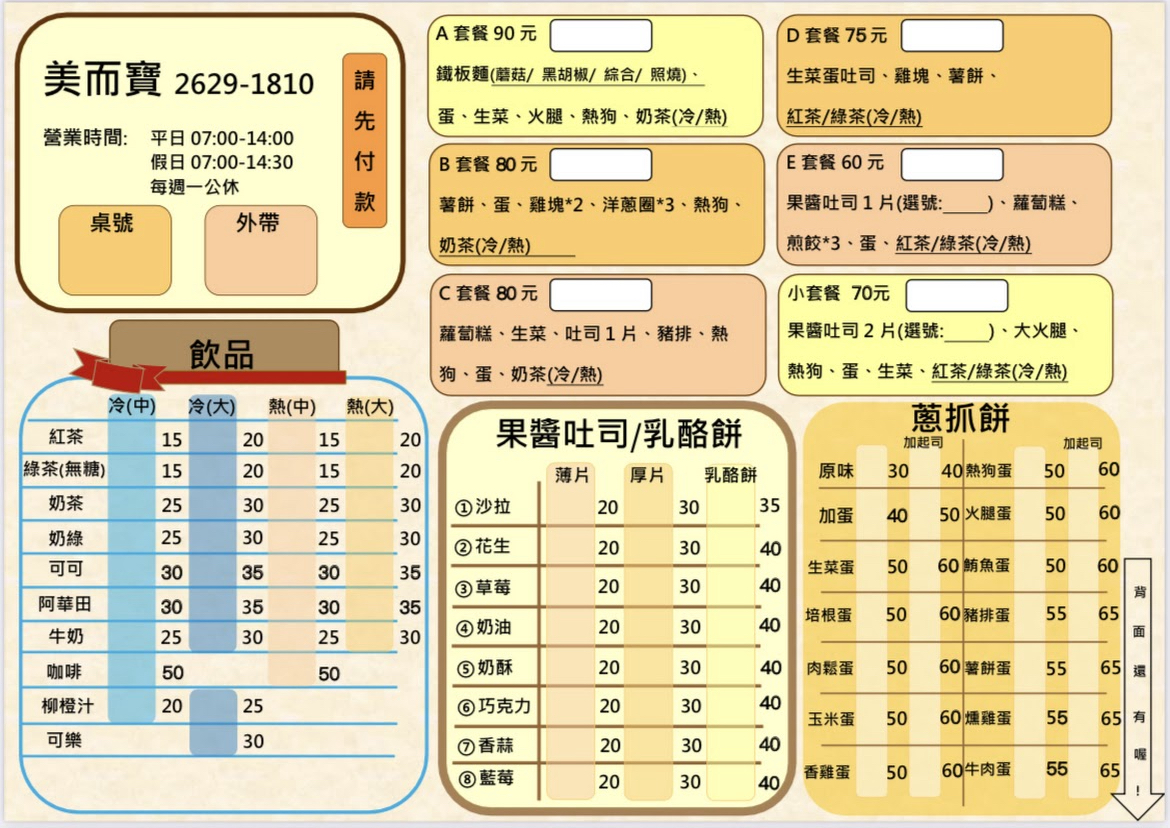 美而寶 2629-1810
營業時間: 平日 07:00-14:00
假日 07:00-14:30
每週一公休
請先付款
桌號 外帶
A 套餐 90 元
鐵板麵(蘑菇/ 黑胡椒/ 綜合/ 照燒)、
蛋、生菜、火腿、熱狗、奶茶(冷/熱)
B 套餐 80 元
薯餅、蛋、雞塊*2、洋蔥圈*3、熱狗、
奶茶(冷/熱)
C 套餐 80 元
蘿蔔糕、生菜、吐司 1 片、豬排、熱
狗、蛋、奶茶(冷/熱)
D 套餐 75 元
生菜蛋吐司、雞塊、薯餅、
紅茶/綠茶(冷/熱)
E 套餐 60 元
果醬吐司 1 片(選號:____)、蘿蔔糕、
煎餃*3、蛋、紅茶/綠茶(冷/熱)
小套餐 70元
果醬吐司 2 片(選號:____)、大火腿、
熱狗、蛋、生菜、紅茶/綠茶(冷/熱)
飲品
冷(中) 冷(大) 熱(中) 熱(大)
紅茶 15 20 15 20
綠茶(無糖) 15 20 15 20
奶茶 25 30 25 30
奶綠 25 30 25 30
可可 30 35 30 35
阿華田 30 35 30 35
牛奶 25 30 25 30
咖啡 50 50
柳橙汁 20 25
可樂 30
果醬吐司/乳酪餅
薄片 厚片 乳酪餅
①沙拉 20 30 35
②花生 20 30 40
③草莓 20 30 40
④奶油 20 30 40
⑤奶酥 20 30 40
⑥巧克力 20 30 40
⑦香蒜 20 30 40
⑧藍莓 20 30 40
蔥抓餅
加起司 加起司
原味 30 40 熱狗蛋 50 60
加蛋 40 50 火腿蛋 50 60
生菜蛋 50 60 鮪魚蛋 50 60
培根蛋 50 60 豬排蛋 55 65
肉鬆蛋 50 60 薯餅蛋 55 65
玉米蛋 50 60 燻雞蛋 55 65
香雞蛋 50 60 牛肉蛋 55 65
背面還有喔!